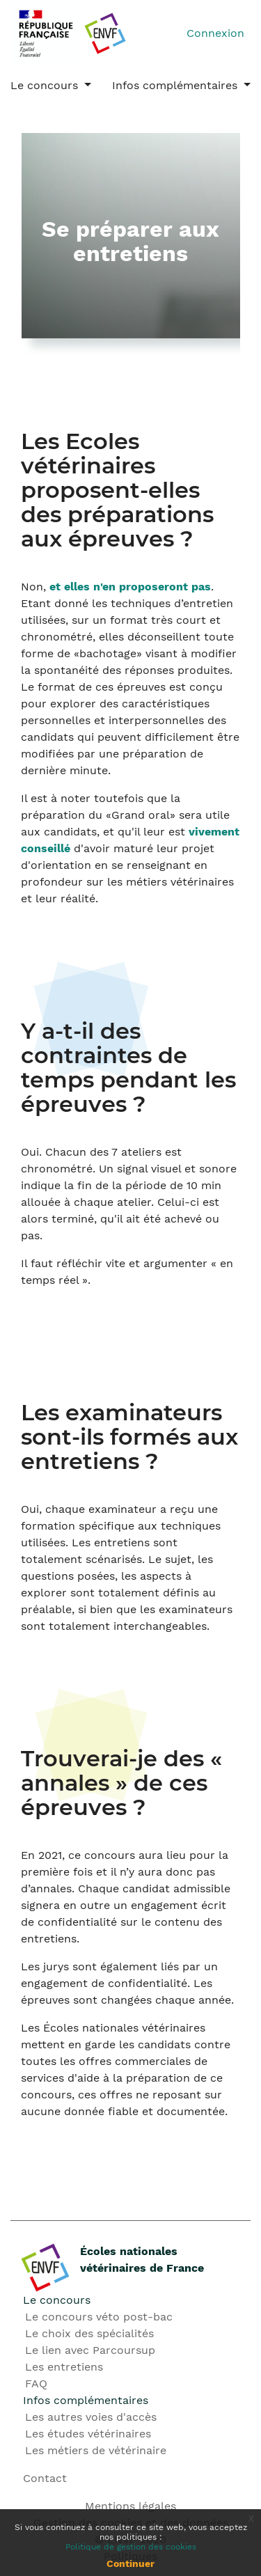 RÉPUBLIQUE
FRANÇAISE
Liberté
Égalité
Fraternité
ENVF
Connexion
Le concours
Infos complémentaires
Se préparer aux
entretiens
Les Ecoles
vétérinaires
proposent-elles
des préparations
aux épreuves ?
Non, et elles n'en proposeront pas.
Etant donné les techniques d’entretien
utilisées, sur un format très court et
chronométré, elles déconseillent toute
forme de «bachotage» visant à modifier
la spontanéité des réponses produites.
Le format de ces épreuves est conçu
pour explorer des caractéristiques
personnelles et interpersonnelles des
candidats qui peuvent difficilement être
modifiées par une préparation de
dernière minute.
Il est à noter toutefois que la
préparation du «Grand oral» sera utile
aux candidats, et qu'il leur est vivement
conseillé d'avoir maturé leur projet
d'orientation en se renseignant en
profondeur sur les métiers vétérinaires
et leur réalité.
Y a-t-il des
contraintes de
temps pendant les
épreuves ?
Oui. Chacun des 7 ateliers est
chronométré. Un signal visuel et sonore
indique la fin de la période de 10 min
allouée à chaque atelier. Celui-ci est
alors terminé, qu'il ait été achevé ou
pas.
Il faut réfléchir vite et argumenter « en
temps réel ».
Les examinateurs
sont-ils formés aux
entretiens ?
Oui, chaque examinateur a reçu une
formation spécifique aux techniques
utilisées. Les entretiens sont
totalement scénarisés. Le sujet, les
questions posées, les aspects à
explorer sont totalement définis au
préalable, si bien que les examinateurs
sont totalement interchangeables.
Trouverai-je des «
annales » de ces
épreuves ?
En 2021, ce concours aura lieu pour la
première fois et il n’y aura donc pas
d’annales. Chaque candidat admissible
signera en outre un engagement écrit
de confidentialité sur le contenu des
entretiens.
Les jurys sont également liés par un
engagement de confidentialité. Les
épreuves sont changées chaque année.
Les Écoles nationales vétérinaires
mettent en garde les candidats contre
toutes les offres commerciales de
services d'aide à la préparation de ce
concours, ces offres ne reposant sur
aucune donnée fiable et documentée.
ENVF
Écoles nationales
vétérinaires de France
Le concours
Le concours véto post-bac
Le choix des spécialités
Le lien avec Parcoursup
Les entretiens
FAQ
Infos complémentaires
Les autres voies d'accès
Les études vétérinaires
Les métiers de vétérinaire
Contact
Mentions légales
Si vous continuez à consulter ce site web, vous acceptez
nos politiques :
Politique de gestion des cookies
Continuer